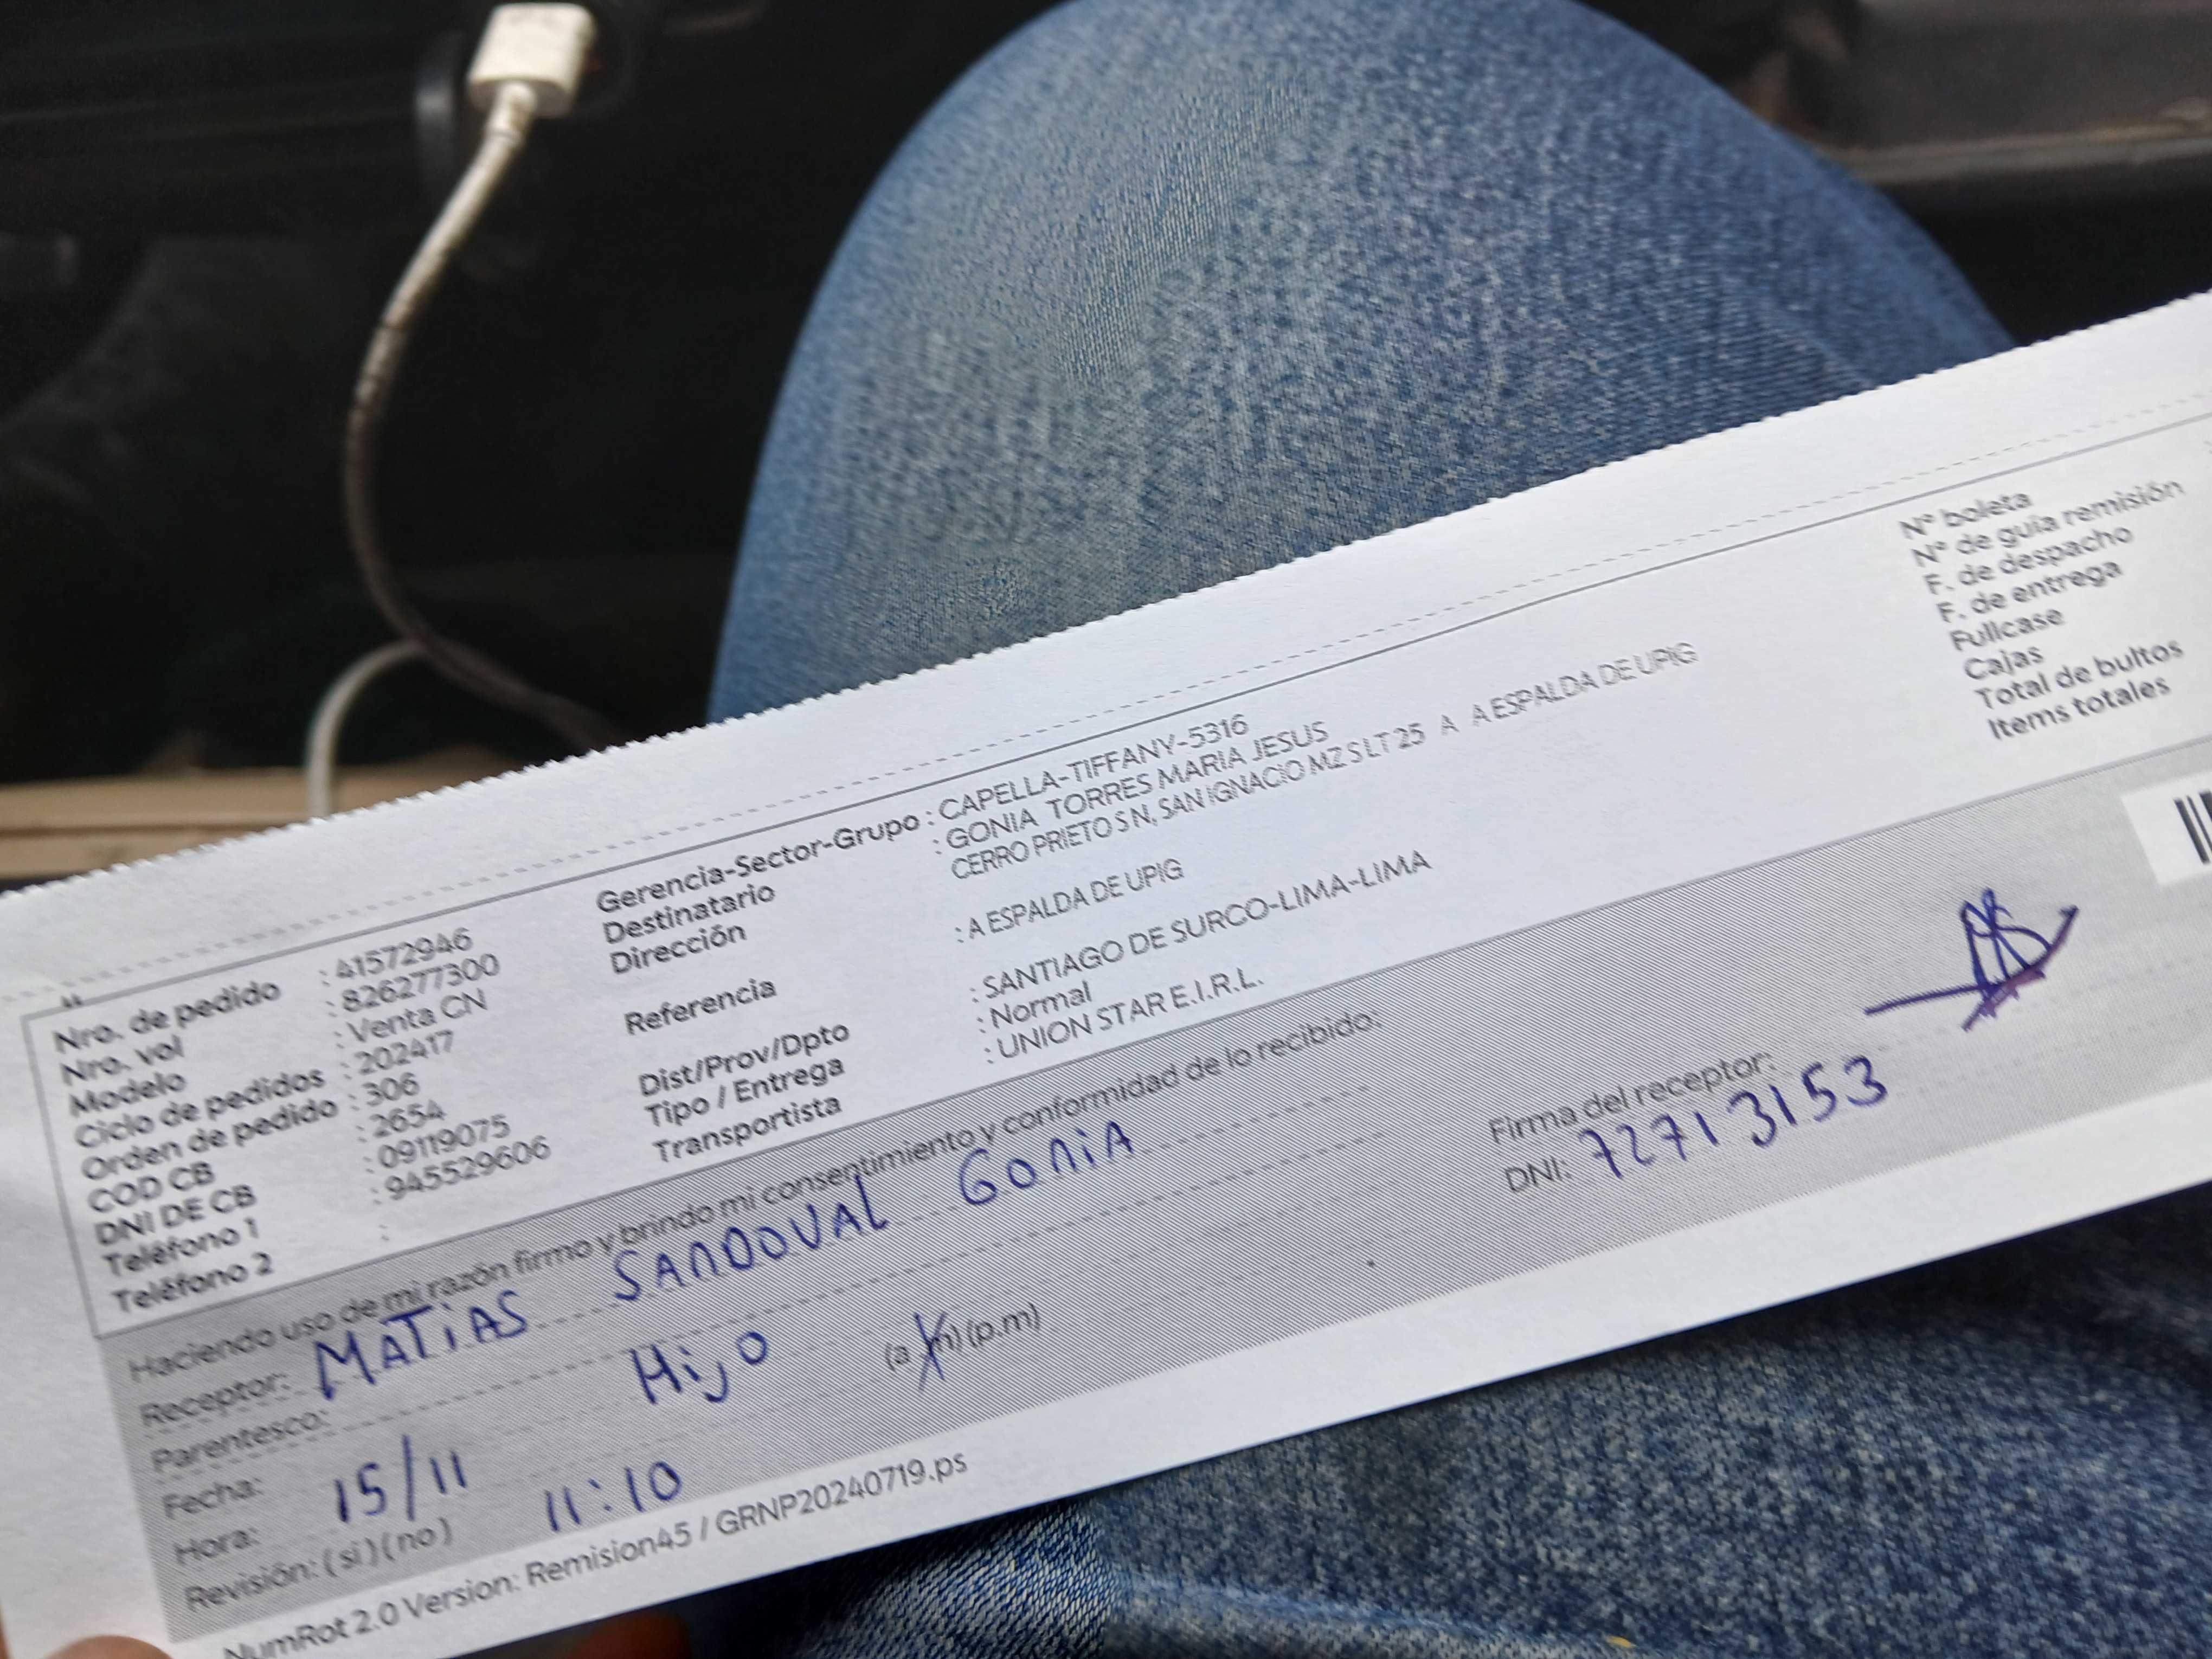 Nro. de pedido : 41572946
Nro. vol : 826277300
Modelo : Venta CN
Ciclo de pedidos : 202417
Orden de pedido : 306
COD CB : 2654
DNI DE CB : 09119075
Teléfono 1 : 945529606
Teléfono 2 :
Gerencia-Sector-Grupo : CAPELLA-TIFFANY-5316
Destinatario : GONIA TORRES MARIA JESUS
Dirección CERRO PRIETO S N, SAN IGNACIO MZ S LT 25 A A ESPALDA DE UPIG
Referencia : A ESPALDA DE UPIG
Dist/Prov/Dpto : SANTIAGO DE SURCO-LIMA-LIMA
Tipo / Entrega : Normal
Transportista : UNION STAR E.I.R.L.
N° boleta
N° de guía remisión
F. de despacho
F. de entrega
Fullcase
Cajas
Total de bultos
Items totales
Haciendo uso de mi razón firmo y brindo mi consentimiento y conformidad de lo recibido:
Receptor: MATIAS SANDOVAL GONIA
Parentesco: Hijo
Fecha: 15/11
Hora: 11:10 (a.m) (p.m)
Revisión: (si) (no)
Firma del receptor:
DNI: 72713153
NumRot 2.0 Version: Remision45 / GRNP20240719.ps